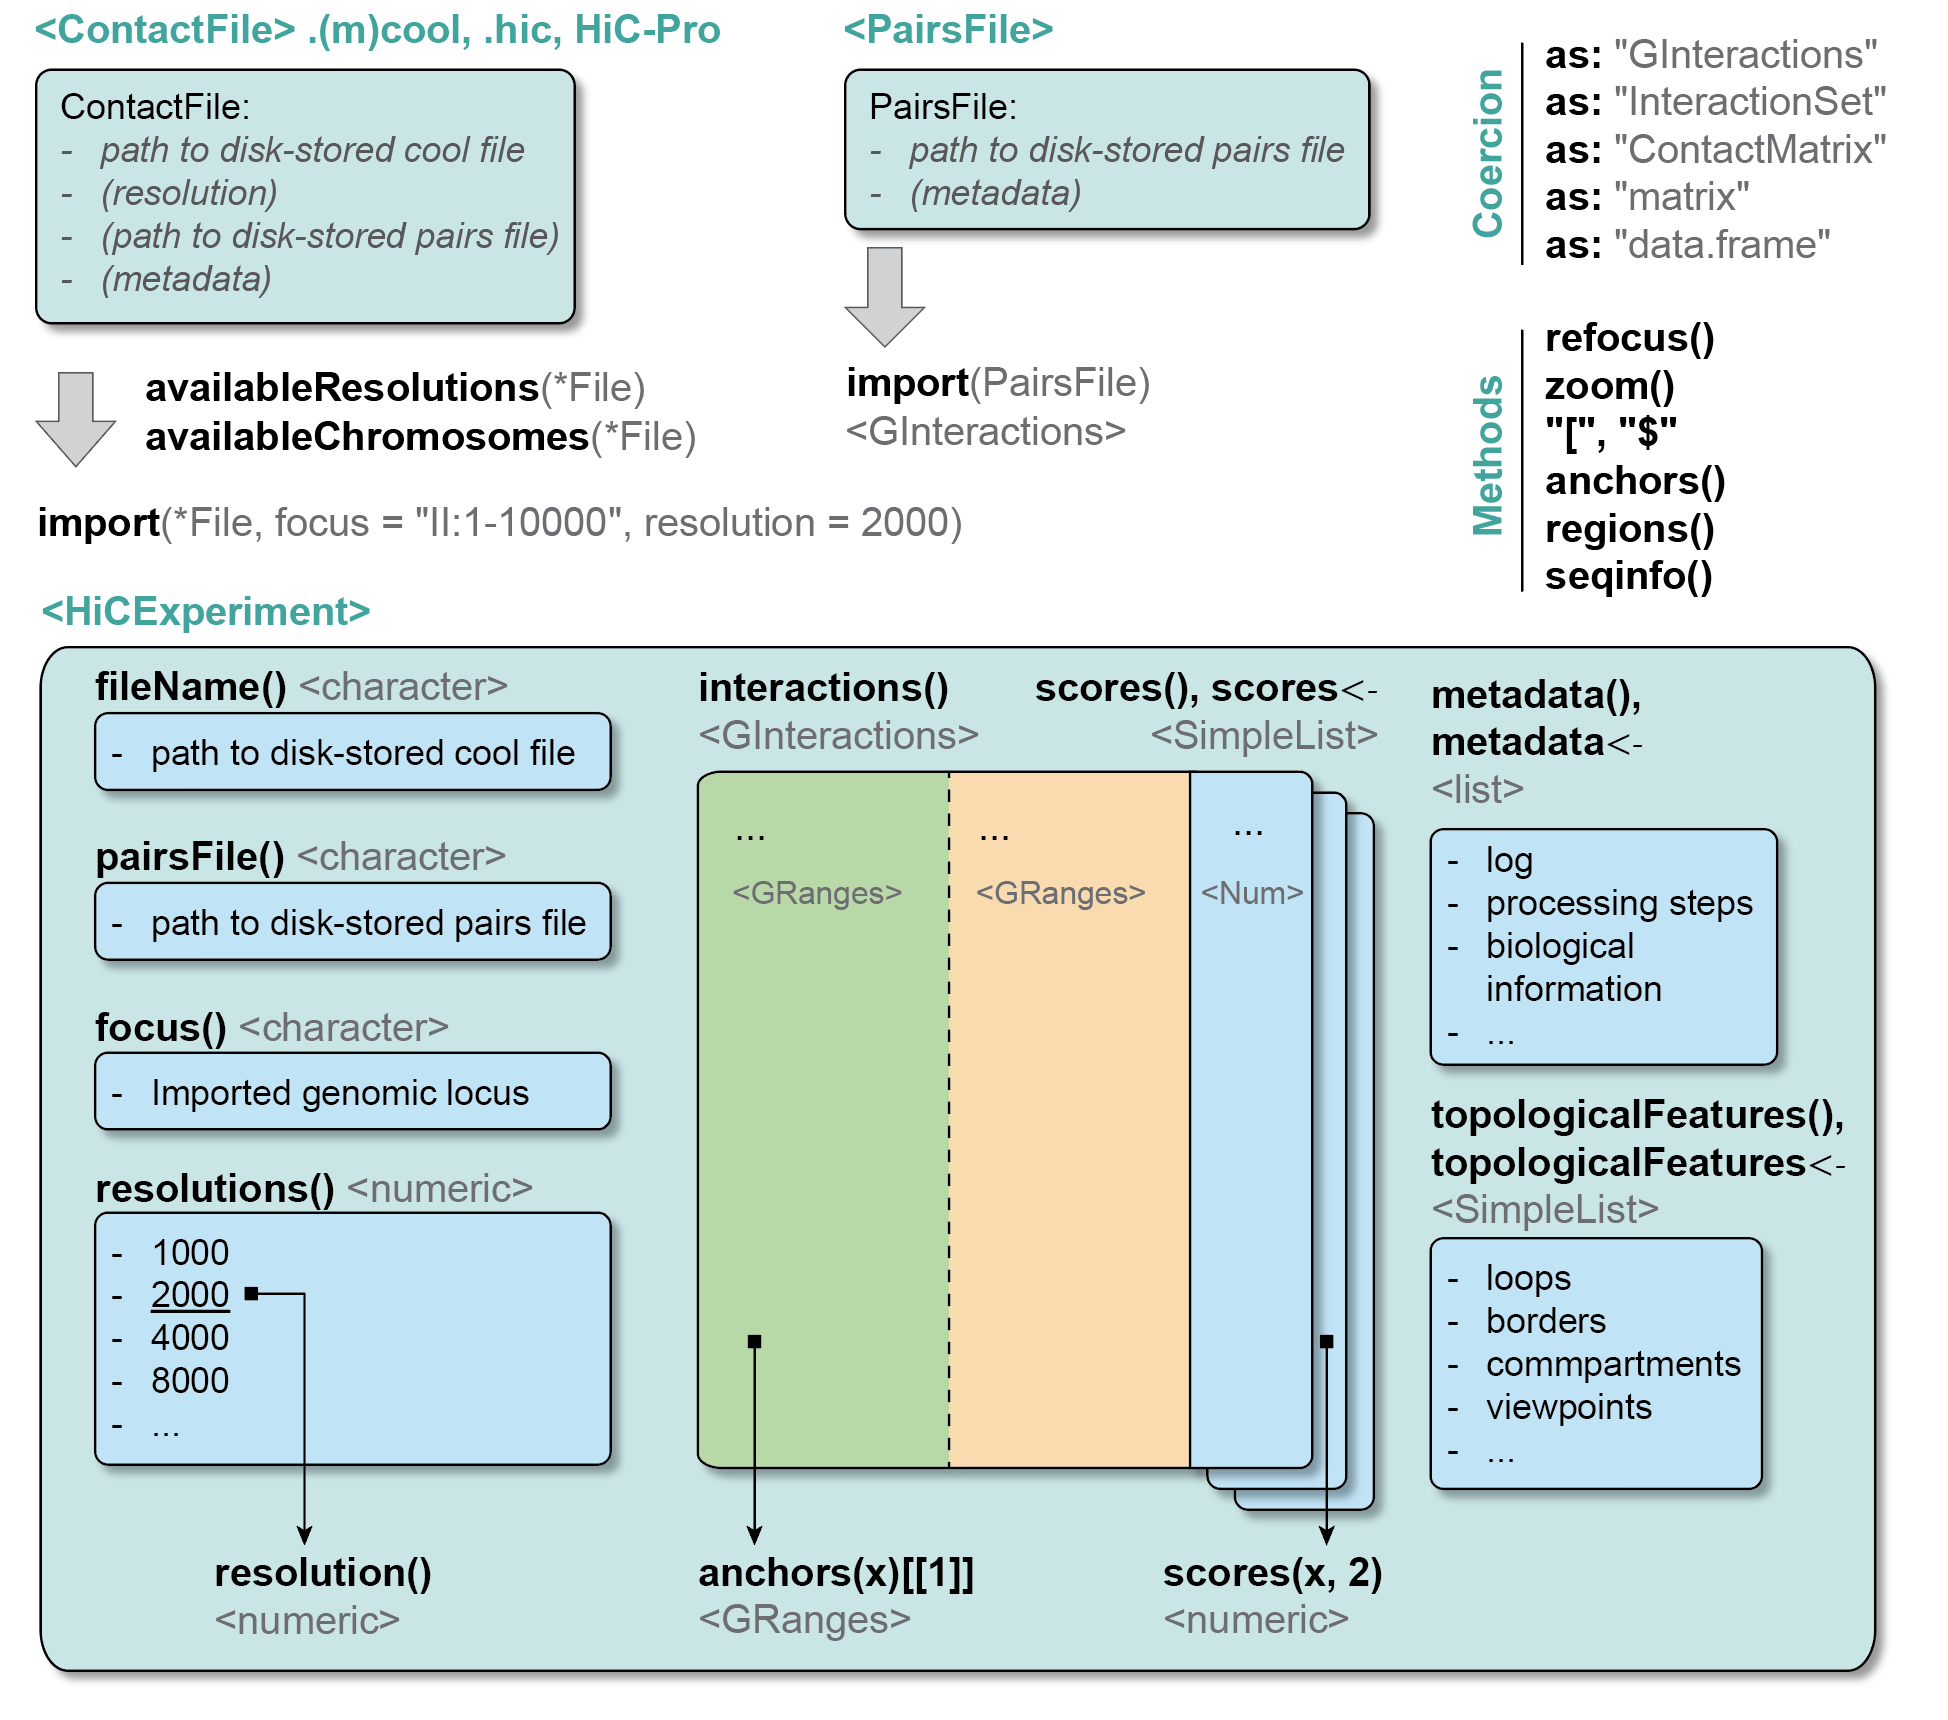 <ContactFile> .(m)cool, .hic, HiC-Pro
ContactFile:
- path to disk-stored cool file
- (resolution)
- (path to disk-stored pairs file)
- (metadata)
availableResolutions(*File)
availableChromosomes(*File)
import(*File, focus = "II:1-10000", resolution = 2000)
<PairsFile>
PairsFile:
- path to disk-stored pairs file
- (metadata)
import(PairsFile)
<GInteractions>
Coercion
as: "GInteractions"
as: "InteractionSet"
as: "ContactMatrix"
as: "matrix"
as: "data.frame"
Methods
refocus()
zoom()
"[", "$"
anchors()
regions()
seqinfo()
<HiCExperiment>
fileName() <character>
- path to disk-stored cool file
pairsFile() <character>
- path to disk-stored pairs file
focus() <character>
- Imported genomic locus
resolutions() <numeric>
- 1000
- 2000
- 4000
- 8000
- ...
resolution()
<numeric>
interactions()
<GInteractions>
scores(), scores<-
<SimpleList>
... ... ...
<GRanges> <GRanges> <Num>
anchors(x)[[1]]
<GRanges>
scores(x, 2)
<numeric>
metadata(),
metadata<-
<list>
- log
- processing steps
- biological
information
- ...
topologicalFeatures(),
topologicalFeatures<-
<SimpleList>
- loops
- borders
- commpartments
- viewpoints
- ...